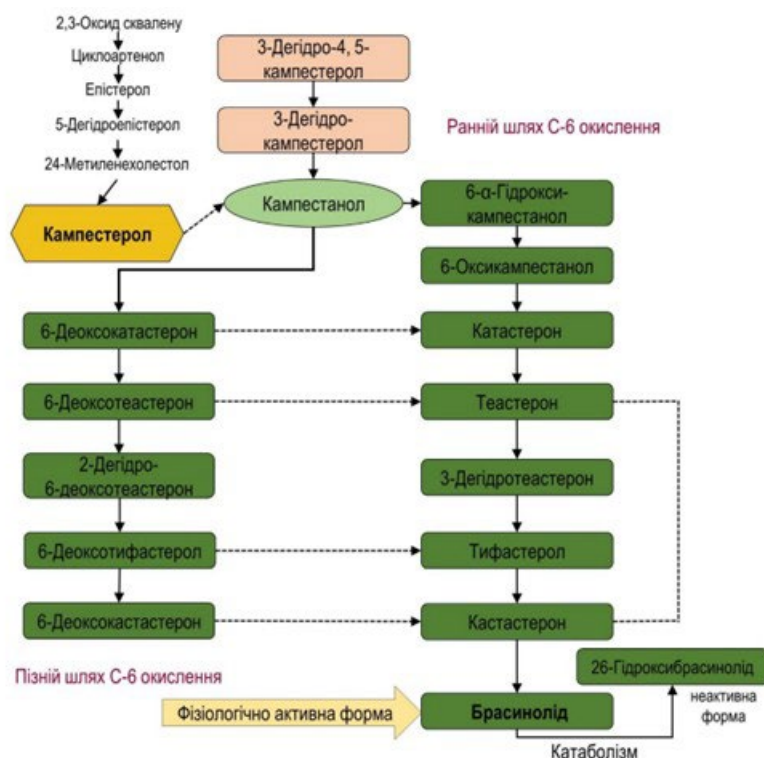 2,3-Оксид сквалену
Циклоартенол
Епістерол
5-Дегідроепістерол
24-Метиленехолестол
Кампестерол
3-Дегідро-4, 5-
кампестерол
3-Дегідро-
кампестерол
Кампестанол
Ранній шлях С-6 окислення
6-α-Гідрокси-
кампестанол
6-Оксикампестанол
6-Деоксокатастерон
Катастерон
6-Деоксотеастерон
Теастерон
2-Дегідро-
6-деоксотеастерон
3-Дегідротеастерон
6-Деоксотифастерол
Тифастерол
6-Деоксокастастерон
Кастастерон
Пізній шлях С-6 окислення
26-Гідроксибрасинолід
неактивна
форма
Фізіологічно активна форма
Брасинолід
Катаболізм